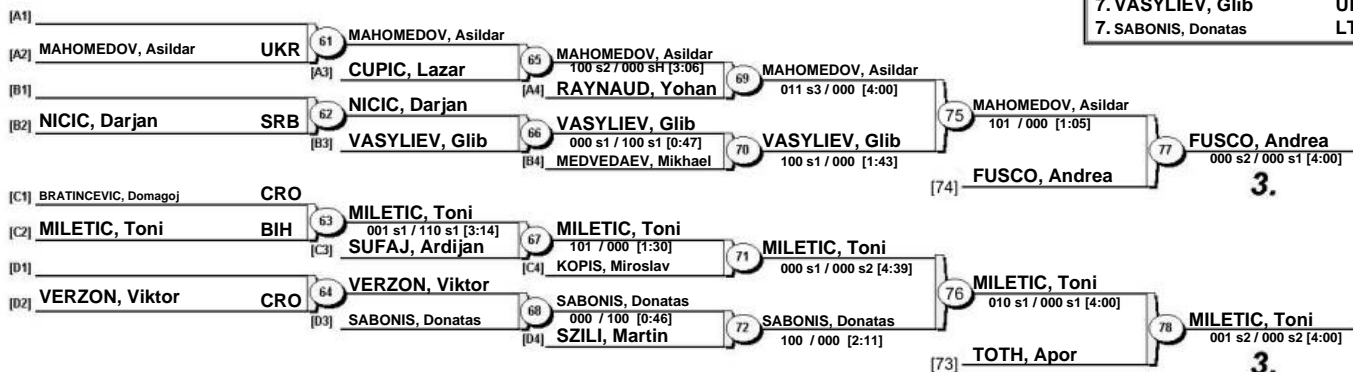 7. VASYLIEV, Glib
7. SABONIS, Donatas LT
[A1]
[A2] MAHOMEDOV, Asildar UKR
61 MAHOMEDOV, Asildar
[A3] CUPIC, Lazar
65 MAHOMEDOV, Asildar
100 s2 / 000 sH [3:06]
[A4] RAYNAUD, Yohan
69 MAHOMEDOV, Asildar
011 s3 / 000 [4:00]
[B1]
[B2] NICIC, Darjan SRB
62 NICIC, Darjan
[B3] VASYLIEV, Glib
66 VASYLIEV, Glib
000 s1 / 100 s1 [0:47]
[B4] MEDVEDAEV, Mikhael
70 VASYLIEV, Glib
100 s1 / 000 [1:43]
75 MAHOMEDOV, Asildar
101 / 000 [1:05]
[74] FUSCO, Andrea
77 FUSCO, Andrea
000 s2 / 000 s1 [4:00]
3.
[C1] BRATINCEVIC, Domagoj CRO
[C2] MILETIC, Toni BIH
63 MILETIC, Toni
001 s1 / 110 s1 [3:14]
[C3] SUFAJ, Ardijan
67 MILETIC, Toni
101 / 000 [1:30]
[C4] KOPIS, Miroslav
71 MILETIC, Toni
000 s1 / 000 s2 [4:39]
[D1]
[D2] VERZON, Viktor CRO
64 VERZON, Viktor
[D3] SABONIS, Donatas
68 SABONIS, Donatas
000 / 100 [0:46]
[D4] SZILI, Martin
72 SABONIS, Donatas
100 / 000 [2:11]
76 MILETIC, Toni
010 s1 / 000 s1 [4:00]
[73] TOTH, Apor
78 MILETIC, Toni
001 s2 / 000 s2 [4:00]
3.